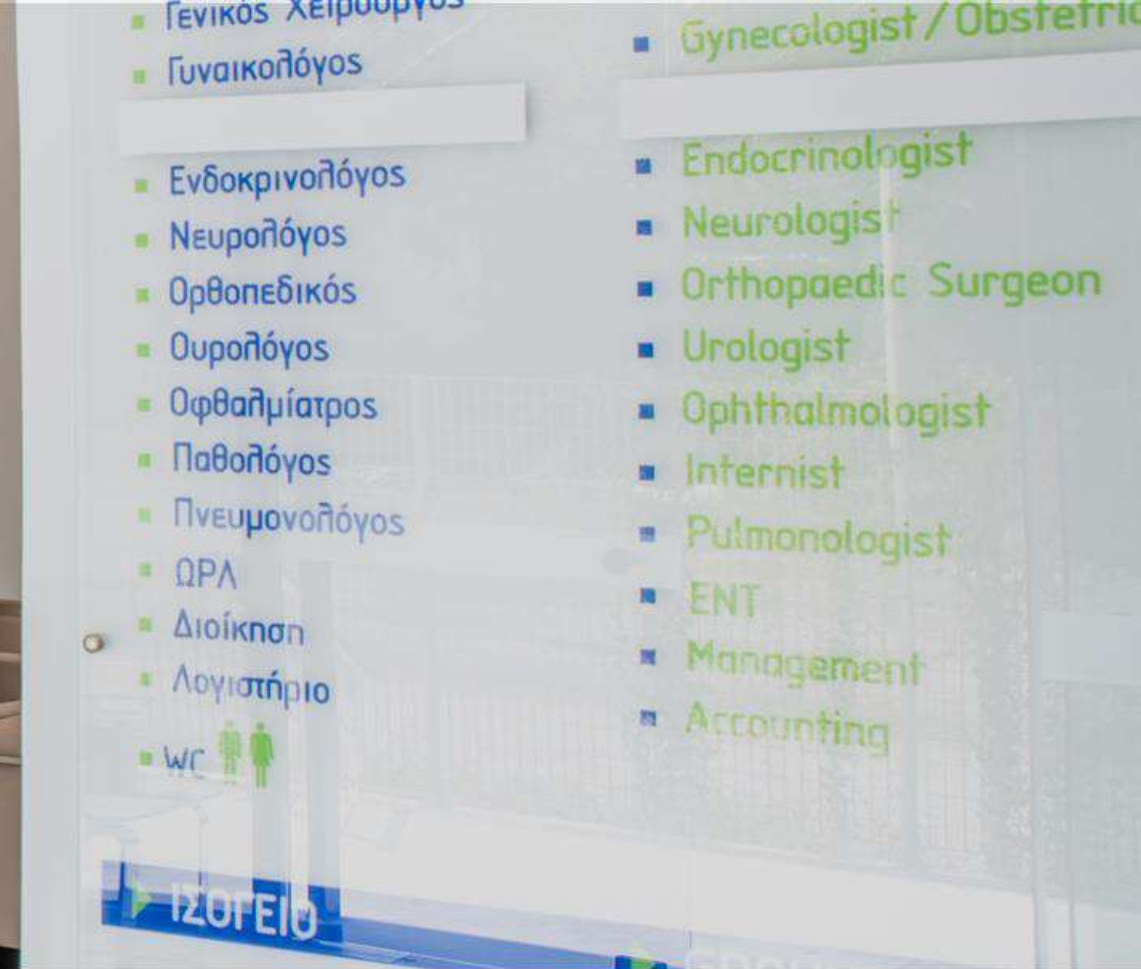 Γενικός Χειρουργός
Γυναικολόγος
Ενδοκρινολόγος
Νευρολόγος
Ορθοπεδικός
Ουρολόγος
Οφθαλμίατρος
Παθολόγος
Πνευμονολόγος
ΩΡΛ
Διοίκηση
Λογιστήριο
WC
ΙΣΟΓΕΙΟ
Gynecologist/
Endocrinologist
Neurologist
Orthopaedic Surgeon
Urologist
Ophthalmologist
Internist
Pulmonologist
ENT
Management
Accounting